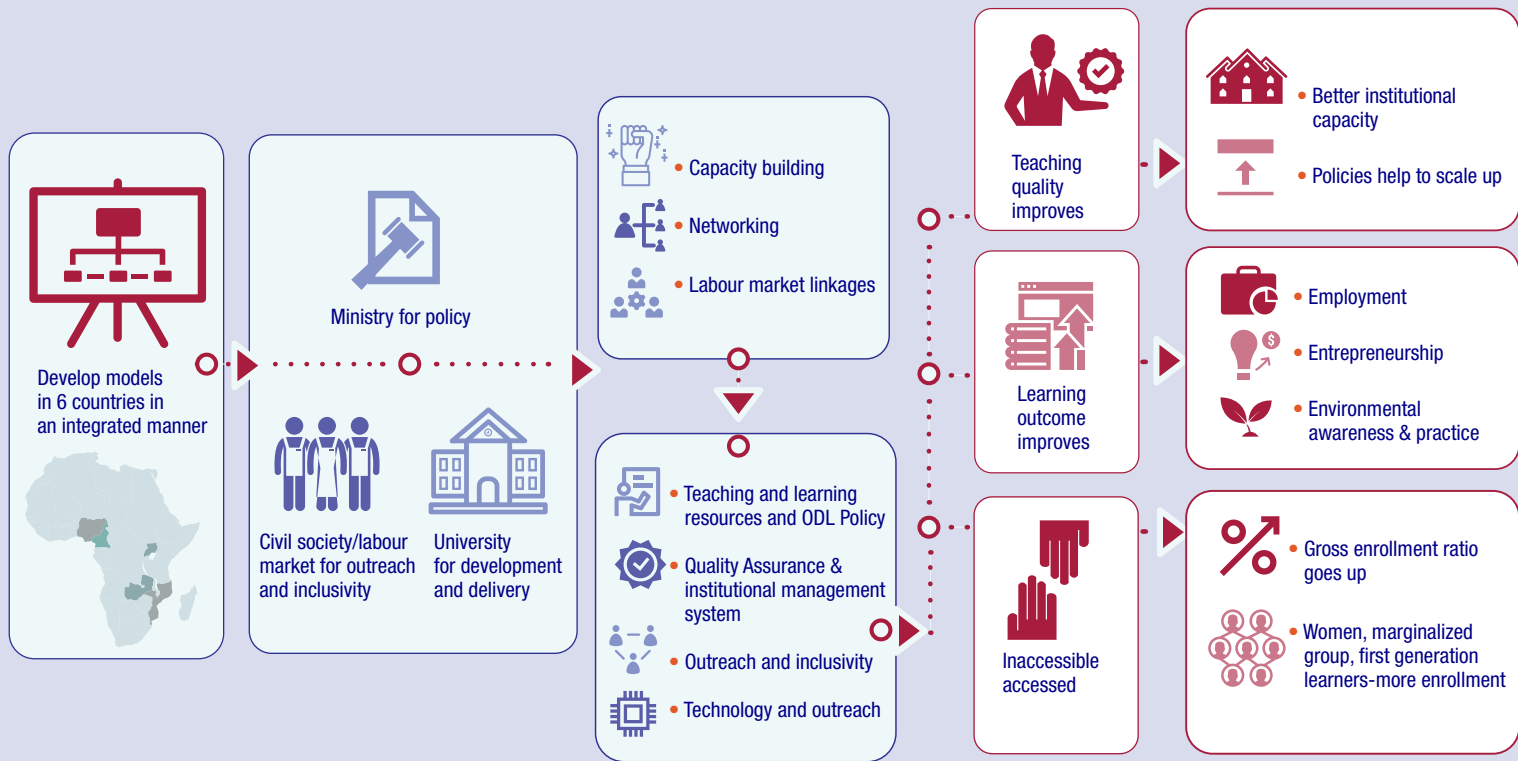 Develop models
in 6 countries in
an integrated manner
Ministry for policy
Civil society/labour
market for outreach
and inclusivity
University
for development
and delivery
• Capacity building
• Networking
• Labour market linkages
• Teaching and learning
resources and ODL Policy
• Quality Assurance &
institutional management
system
• Outreach and inclusivity
• Technology and outreach
Teaching
quality
improves
• Better institutional
capacity
• Policies help to scale up
Learning
outcome
improves
$
• Employment
• Entrepreneurship
• Environmental
awareness & practice
Inaccessible
accessed
• Gross enrollment ratio
goes up
• Women, marginalized
group, first generation
learners-more enrollment